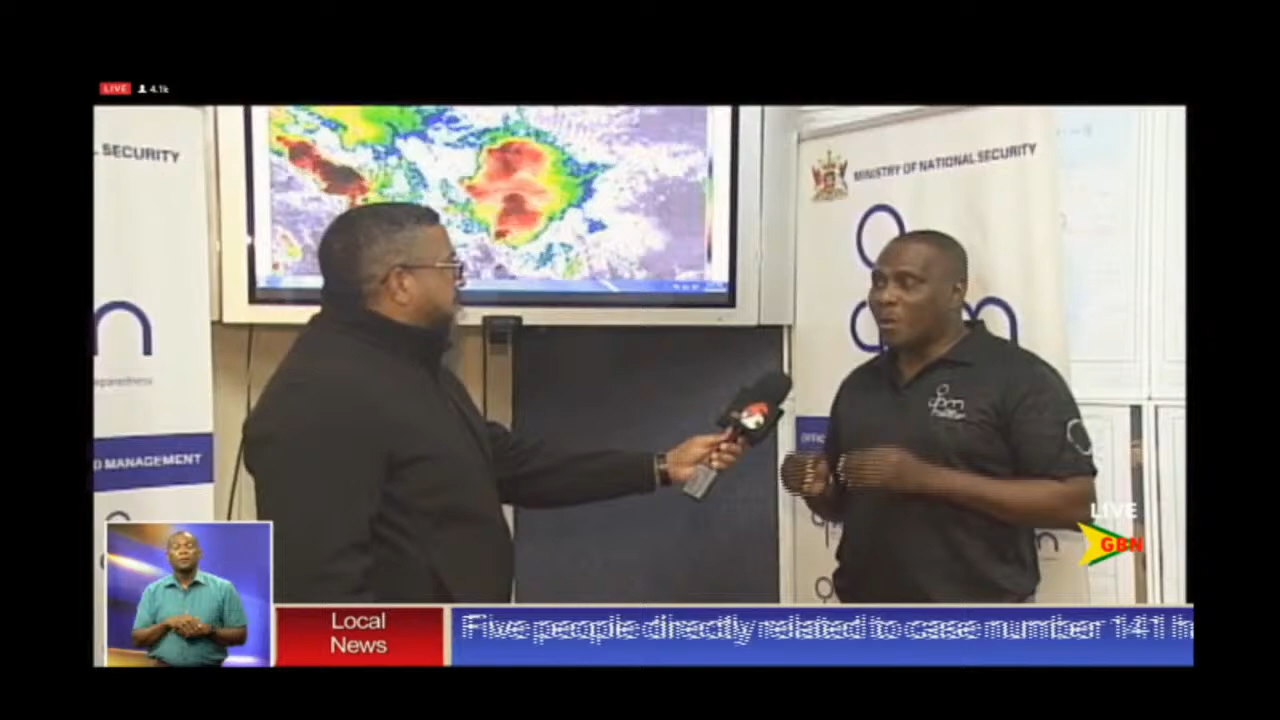 LIVE 4.1k
SECURITY
MINISTRY OF NATIONAL SECURITY
MANAGEMENT
LIVE
GBN
Local
News
Five people directly related to case number 141